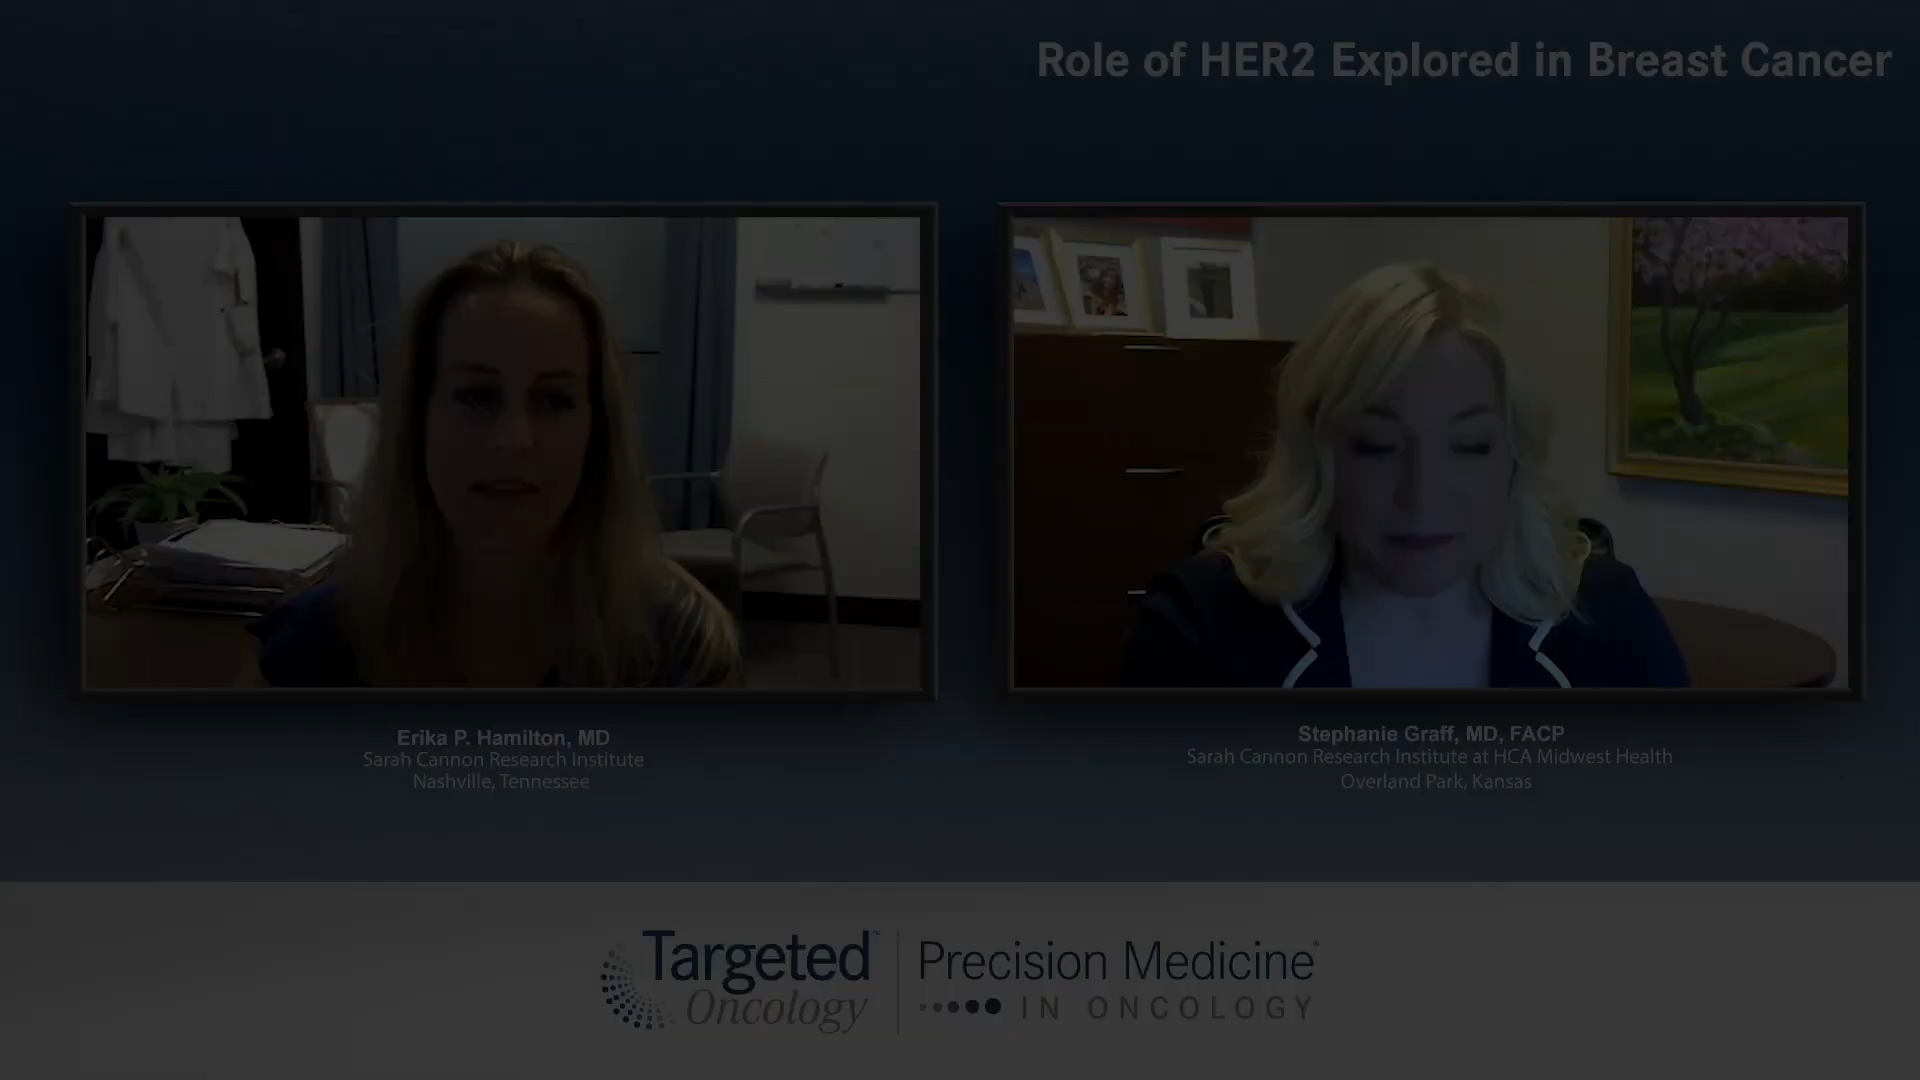 Role of HER2 Explored in Breast Cancer
Erika P. Hamilton, MD
Sarah Cannon Research Institute
Nashville, Tennessee
Stephanie Graff, MD, FACP
Sarah Cannon Research Institute at HCA Midwest Health
Overland Park, Kansas
Targeted™
Oncology
Precision Medicine®
IN ONCOLOGY